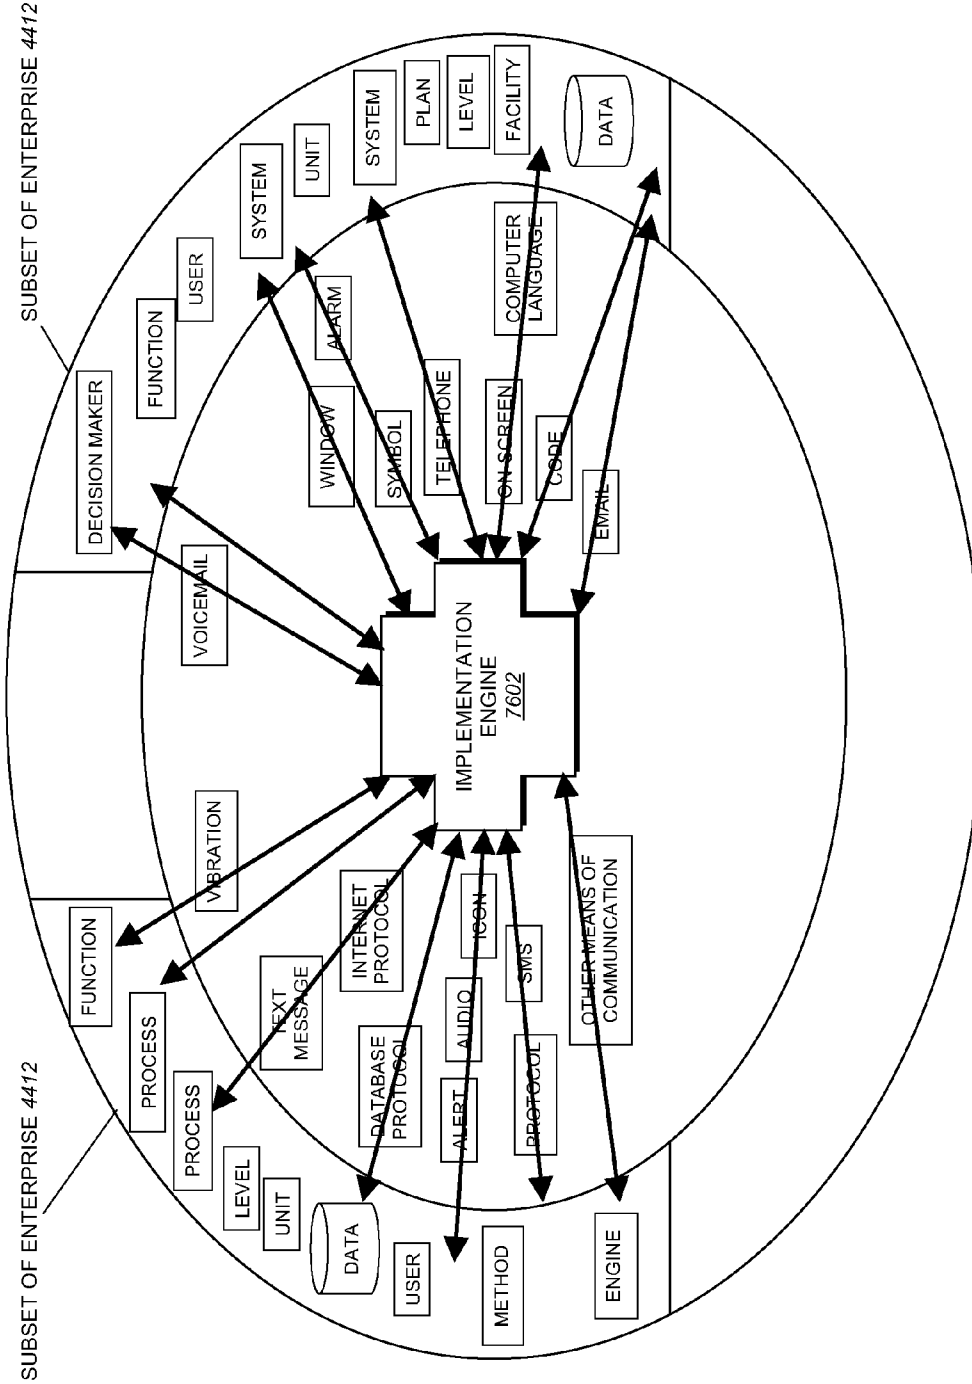 SUBSET OF ENTERPRISE 4412
SUBSET OF ENTERPRISE 4412
FUNCTION
PROCESS
PROCESS
LEVEL
UNIT
DATA
USER
METHOD
ENGINE
VIBRATION
TEXT
MESSAGE
INTERNET
PROTOCOL
DATABASE
PROTOCOL
ALERT
AUDIO
ICON
PROTOCOL
SMS
OTHER MEANS OF
COMMUNICATION
IMPLEMENTATION
ENGINE
7602
VOICEMAIL
WINDOW
ALARM
SYMBOL
TELEPHONE
ON SCREEN
COMPUTER
LANGUAGE
CODE
EMAIL
DECISION MAKER
FUNCTION
USER
SYSTEM
UNIT
SYSTEM
PLAN
LEVEL
FACILITY
DATA